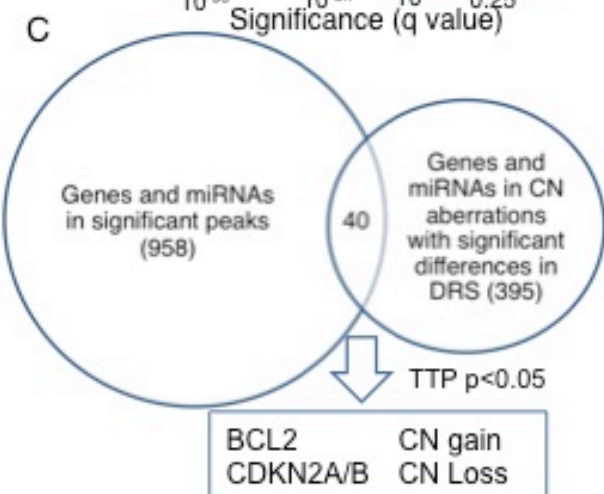 Significance (q value)
C
Genes and miRNAs
in significant peaks
(958)
40
Genes and
miRNAs in CN
aberrations
with significant
differences in
DRS (395)
TTP p<0.05
BCL2 CN gain
CDKN2A/B CN Loss